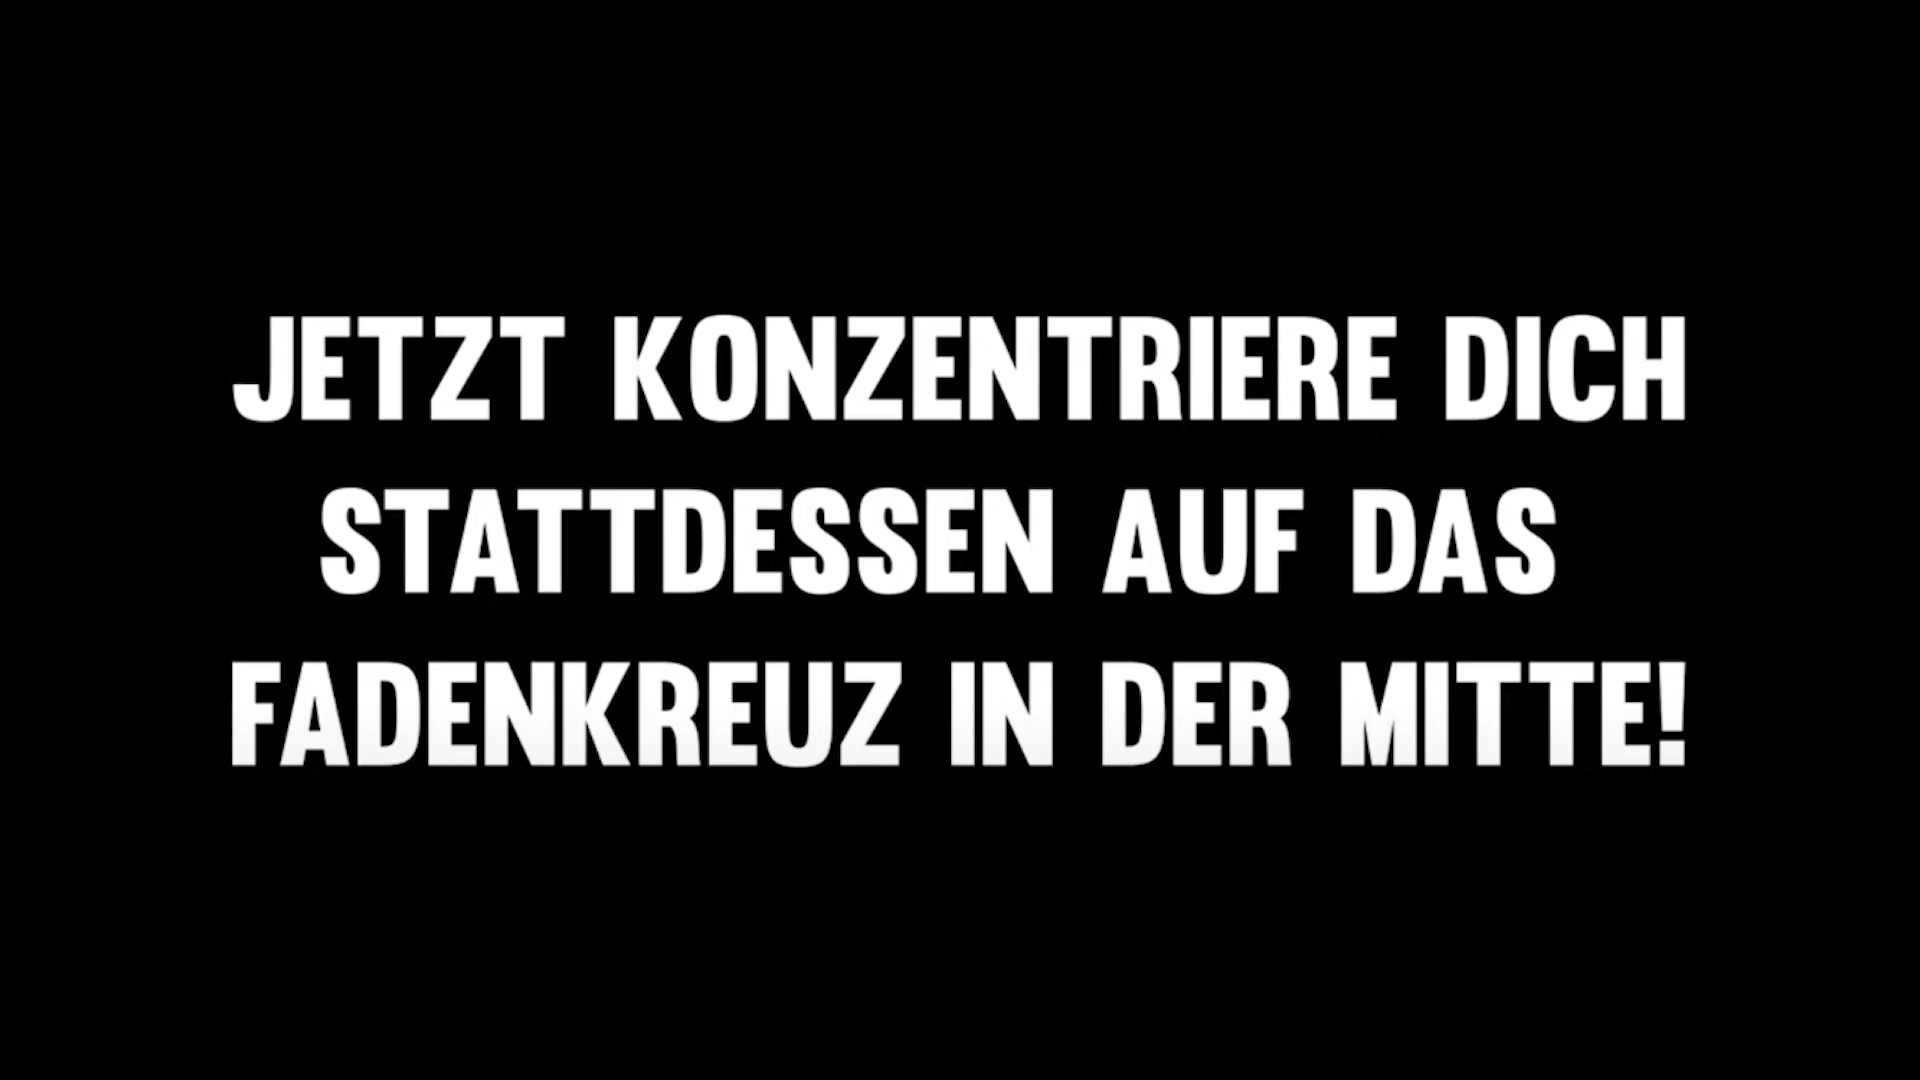 JETZT KONZENTRIERE DICH
STATTDESSEN AUF DAS
FADENKREUZ IN DER MITTE!